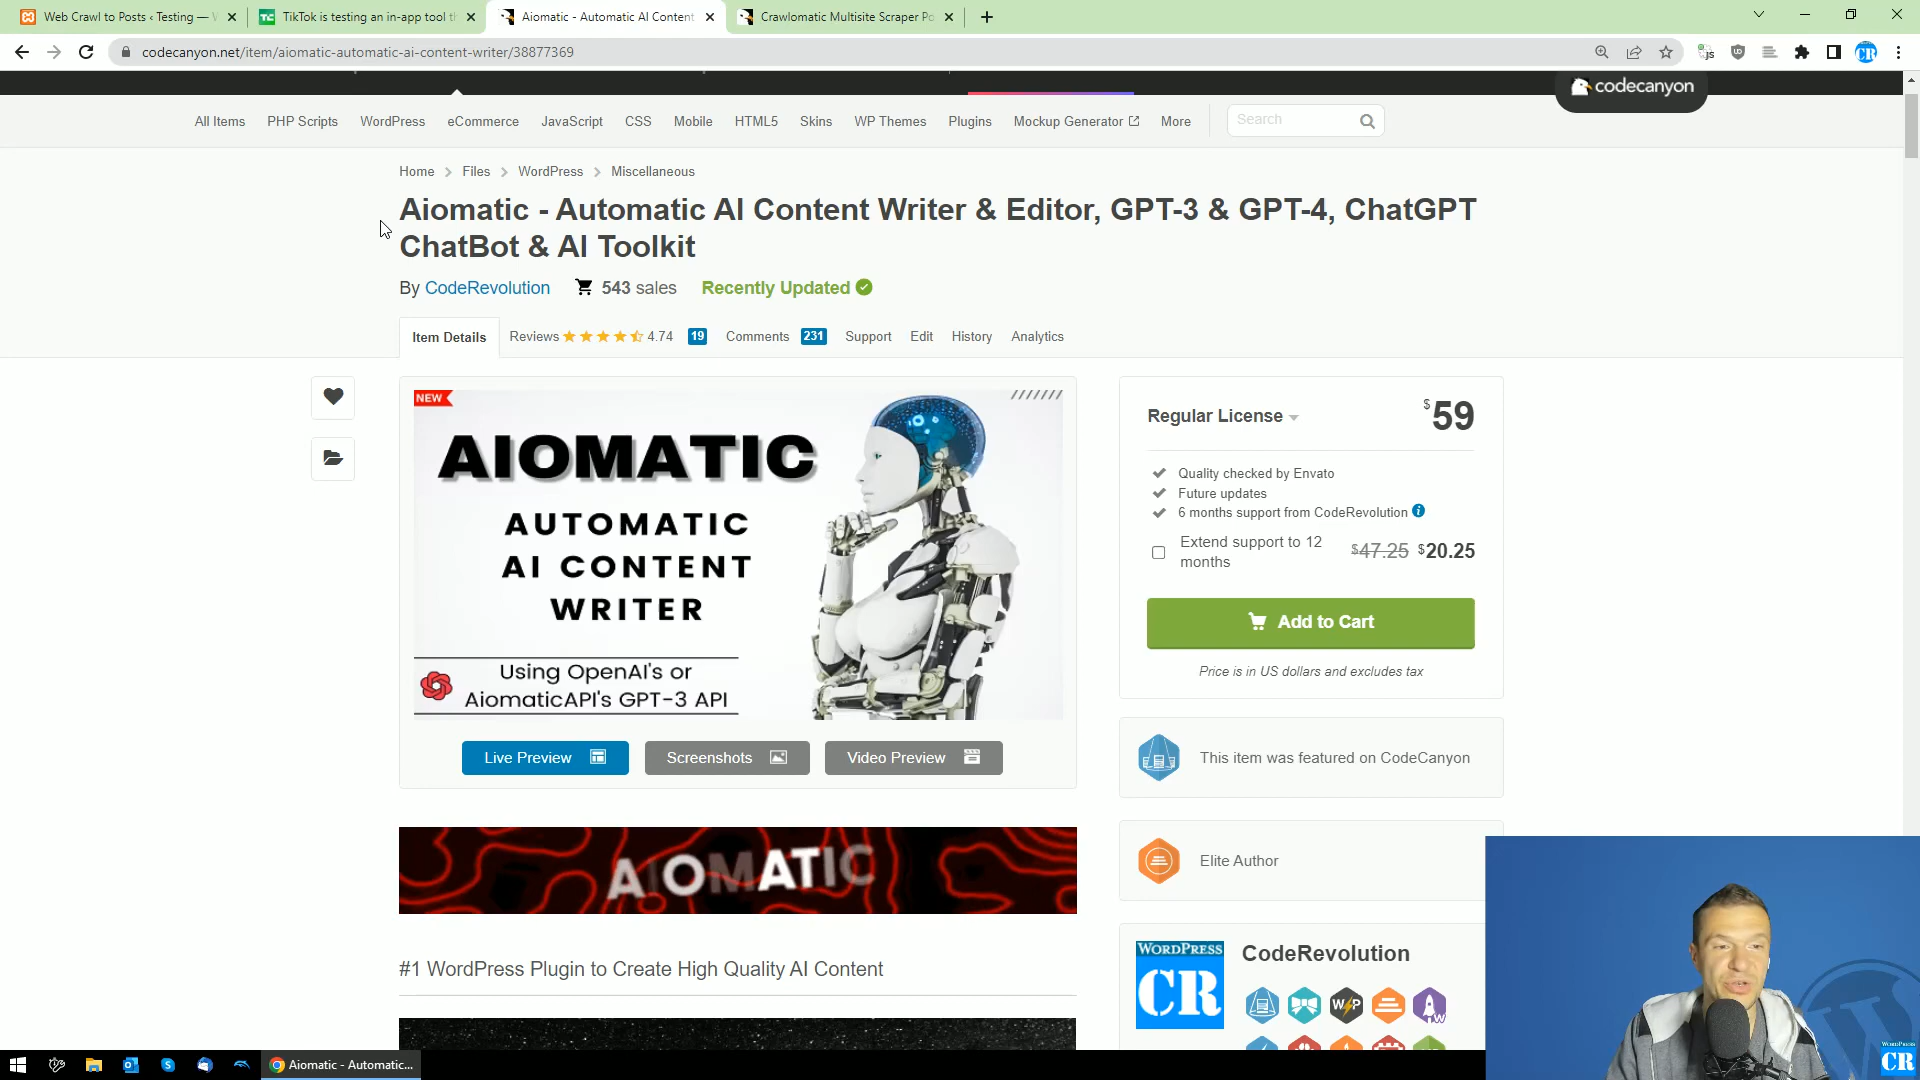 Web Crawl to Posts ‹ Testing —
TikTok is testing an in-app tool
Aiomatic - Automatic AI Content
Crawlomatic Multisite Scraper Po
codecanyon.net/item/aiomatic-automatic-ai-content-writer/38877369
codecanyon
All Items
PHP Scripts
WordPress
eCommerce
JavaScript
CSS
Mobile
HTML5
Skins
WP Themes
Plugins
Mockup Generator
More
Search
Home
Files
WordPress
Miscellaneous
Aiomatic - Automatic AI Content Writer & Editor, GPT-3 & GPT-4, ChatGPT
ChatBot & AI Toolkit
By CodeRevolution
543 sales
Recently Updated
Item Details
Reviews
4.74
19
Comments
231
Support
Edit
History
Analytics
NEW
AIOMATIC
AUTOMATIC
AI CONTENT
WRITER
Using OpenAI's or
AiomaticAPI's GPT-3 API
Live Preview
Screenshots
Video Preview
Regular License
$59
Quality checked by Envato
Future updates
6 months support from CodeRevolution
Extend support to 12
months
$47.25 $20.25
Add to Cart
Price is in US dollars and excludes tax
This item was featured on CodeCanyon
Elite Author
AIOMATIC
#1 WordPress Plugin to Create High Quality AI Content
WORDPRESS
CR
CodeRevolution
Aiomatic - Automatic...
WORDPRESS
CR